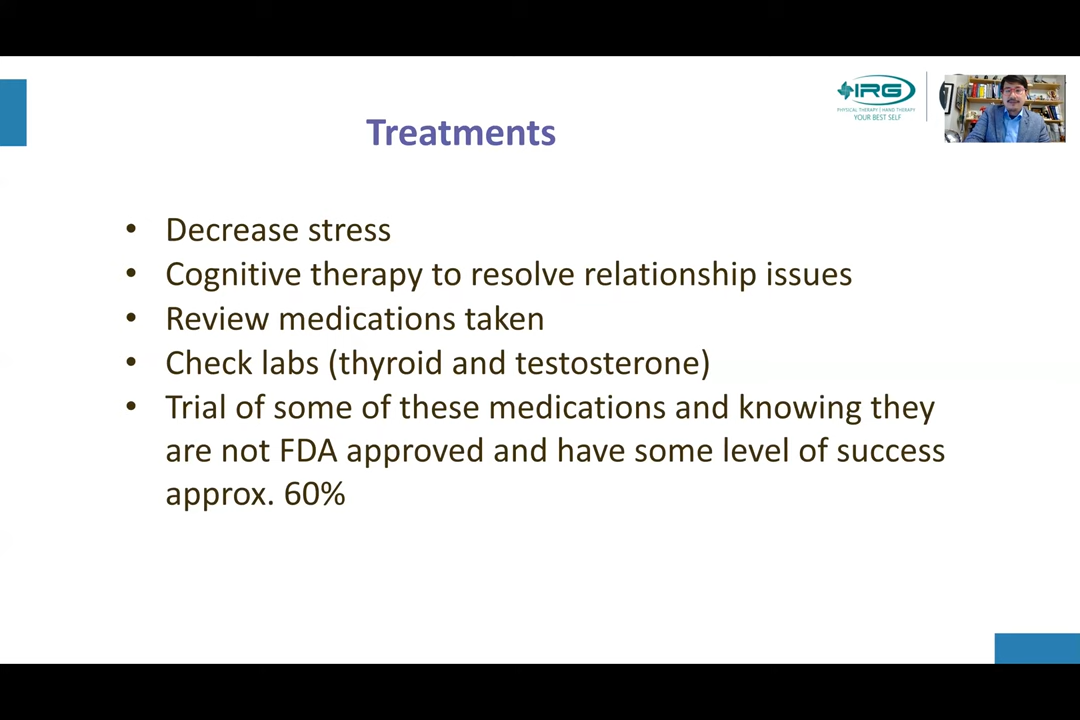 IRG
PHYSICAL THERAPY | HAND THERAPY
YOUR BEST SELF
Treatments
• Decrease stress
• Cognitive therapy to resolve relationship issues
• Review medications taken
• Check labs (thyroid and testosterone)
• Trial of some of these medications and knowing they
are not FDA approved and have some level of success
approx. 60%